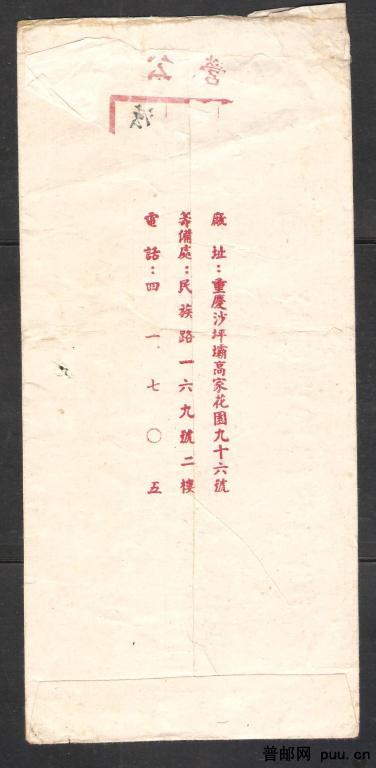 營 公
廠址：重慶沙坪壩高家花園九十六號
籌備處：民族路一六九號二樓
電話：四一七〇五
普邮网 puu.cn